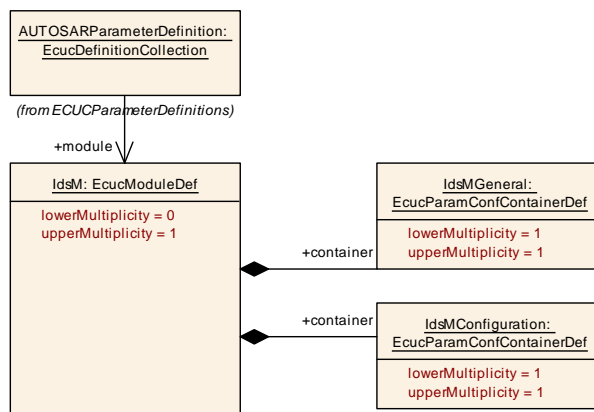 AUTOSARParameterDefinition:
EcucDefinitionCollection
(from ECUCParameterDefinitions)
+module
IdsM: EcucModuleDef
lowerMultiplicity = 0
upperMultiplicity = 1
IdsMGeneral:
EcucParamConfContainerDef
lowerMultiplicity = 1
upperMultiplicity = 1
+container
+container
IdsMConfiguration:
EcucParamConfContainerDef
lowerMultiplicity = 1
upperMultiplicity = 1